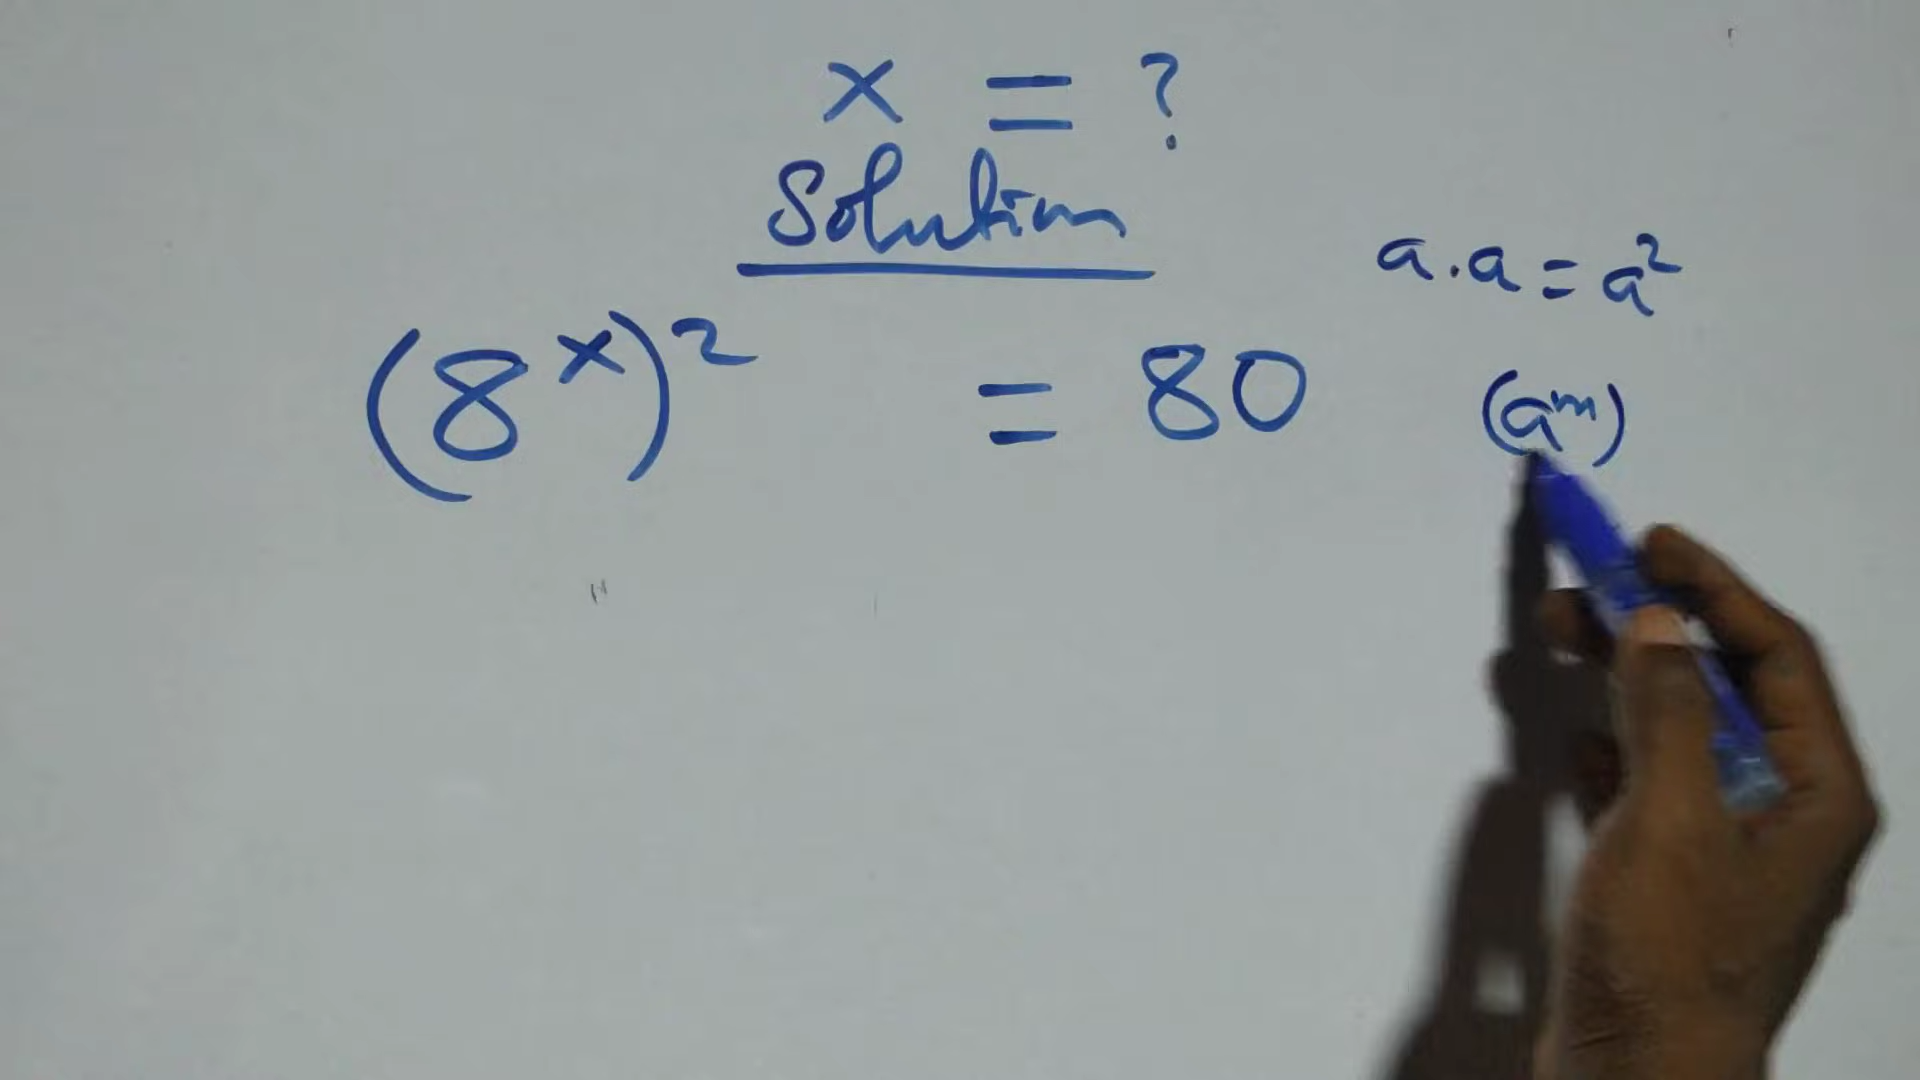 x = ?
Solution
a.a = a²
(8ˣ)² = 80
(aᵐ)